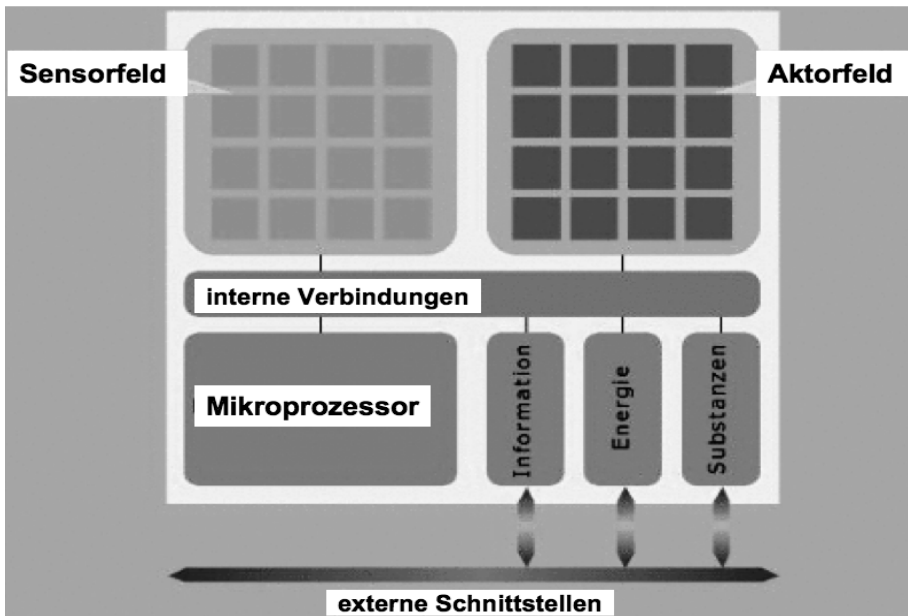 Sensorfeld
Aktorfeld
interne Verbindungen
Mikroprozessor
Information
Energie
Substanzen
externe Schnittstellen